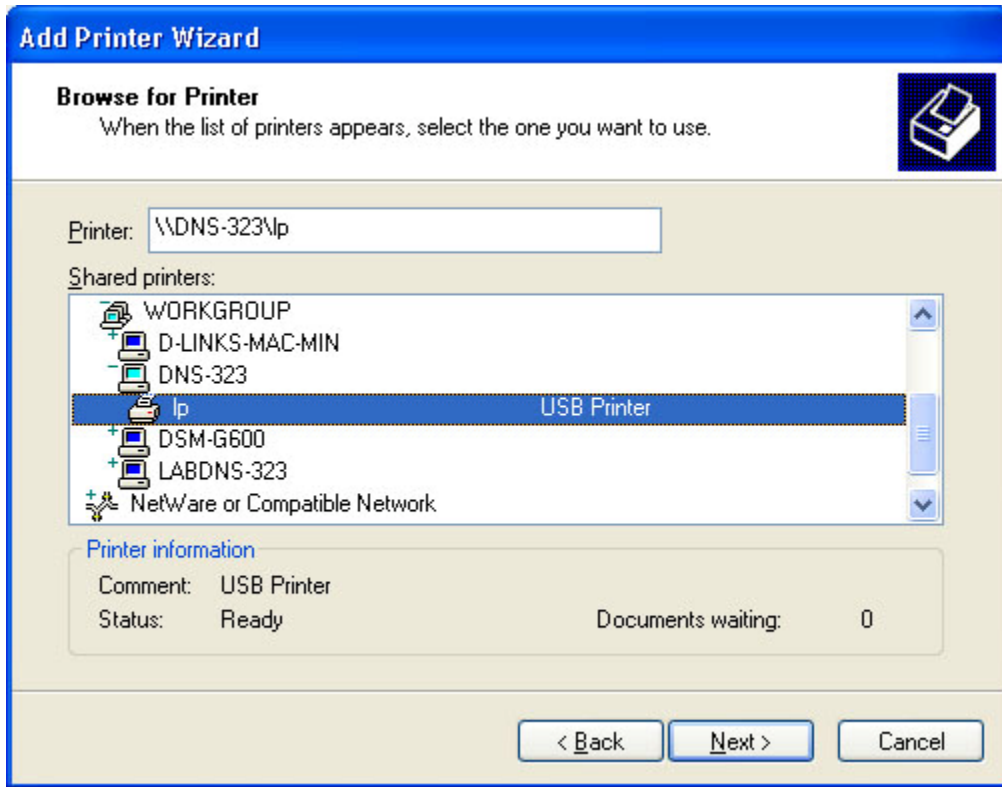 Add Printer Wizard
Browse for Printer
When the list of printers appears, select the one you want to use.
Printer: \\DNS-323\lp
Shared printers:
WORKGROUP
D-LINKS-MAC-MIN
DNS-323
lp USB Printer
DSM-G600
LABDNS-323
NetWare or Compatible Network
Printer information
Comment: USB Printer
Status: Ready Documents waiting: 0
< Back Next > Cancel